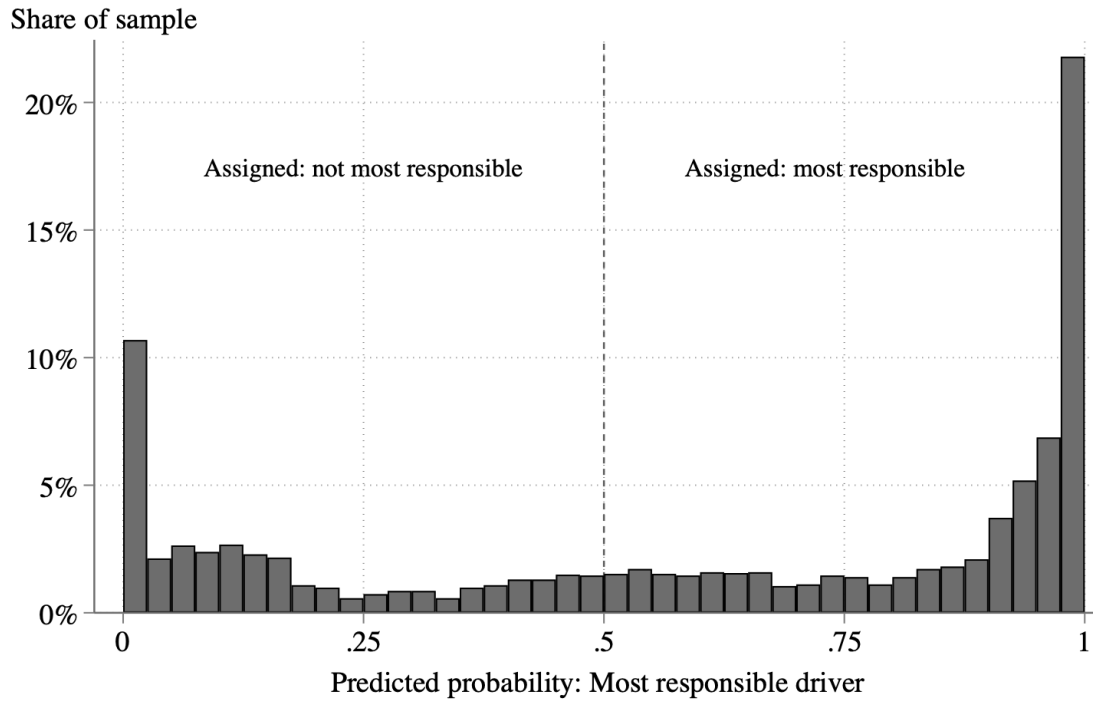 Share of sample
20%
Assigned: not most responsible Assigned: most responsible
15%
10%
5%
0%
0 .25 .5 .75 1
Predicted probability: Most responsible driver